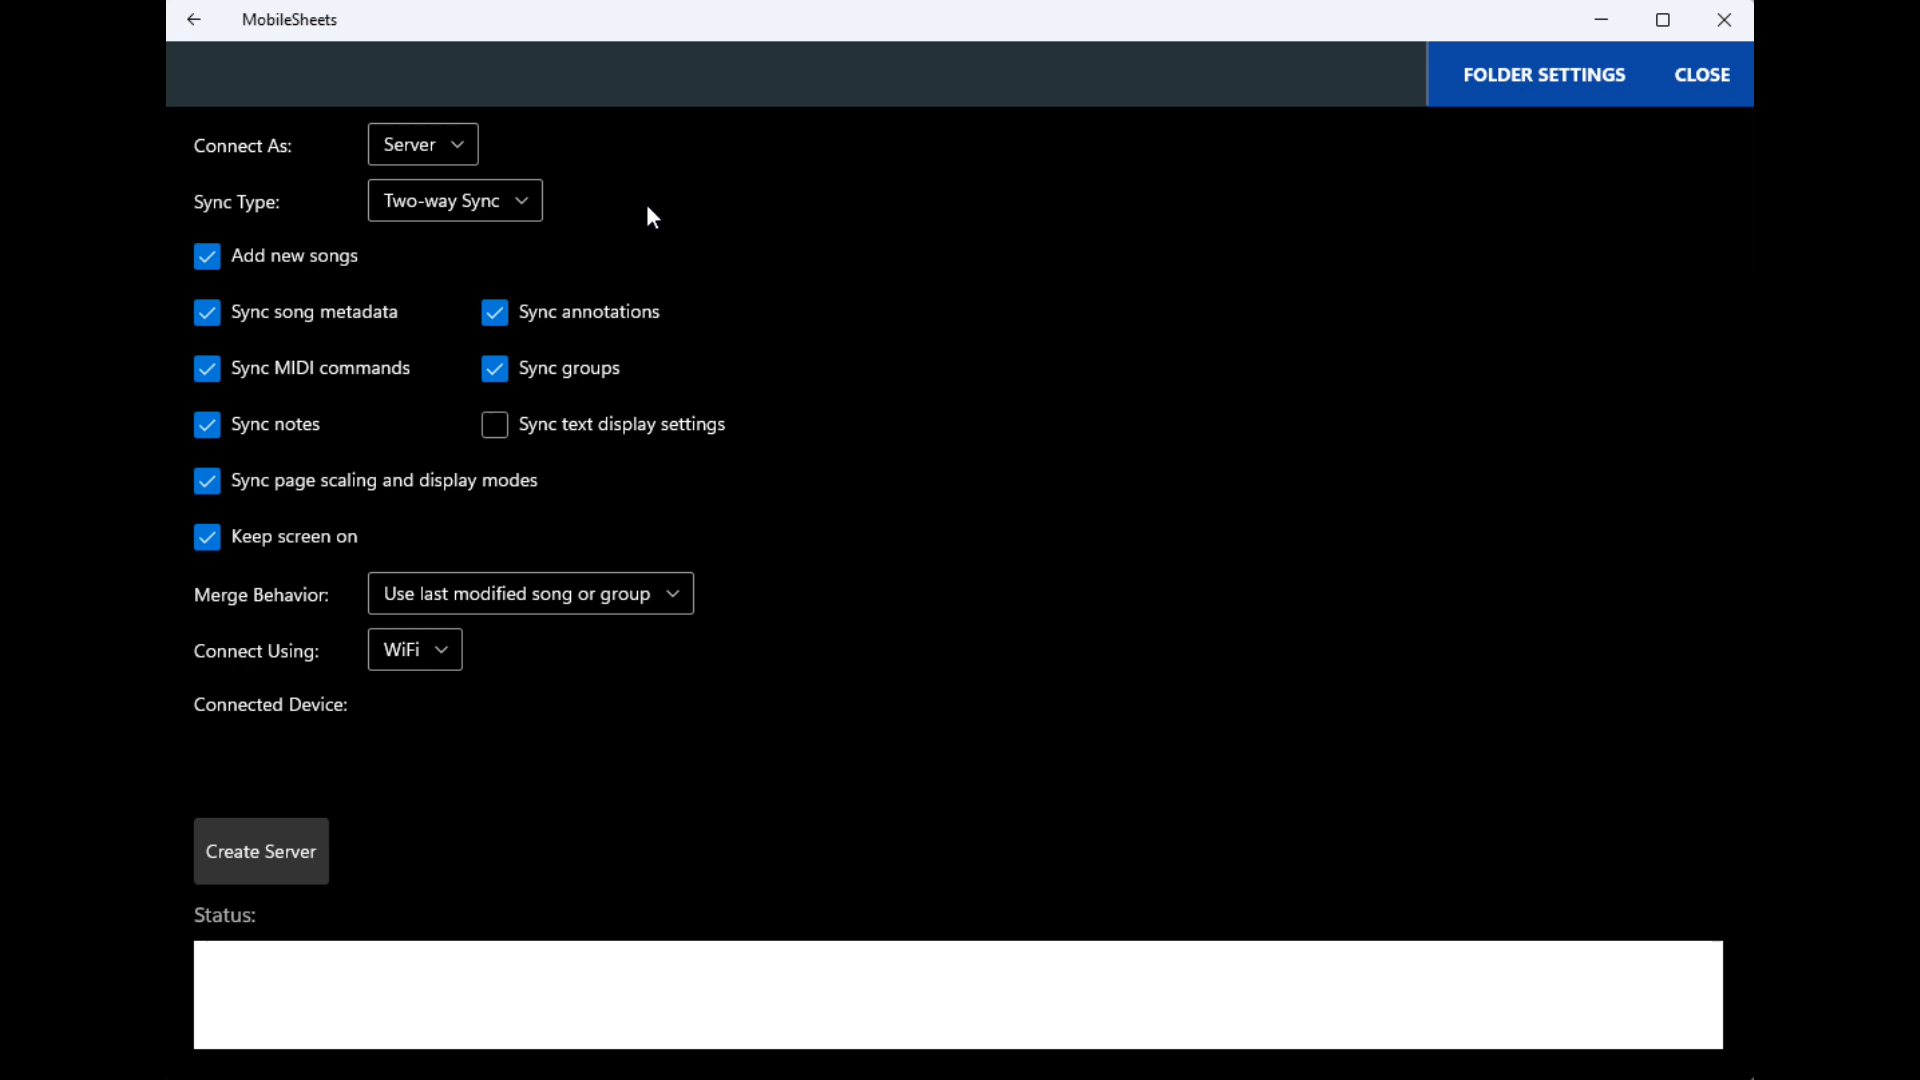 MobileSheets
FOLDER SETTINGS CLOSE
Connect As: Server
Sync Type: Two-way Sync
Add new songs
Sync song metadata Sync annotations
Sync MIDI commands Sync groups
Sync notes Sync text display settings
Sync page scaling and display modes
Keep screen on
Merge Behavior: Use last modified song or group
Connect Using: WiFi
Connected Device:
Create Server
Status: